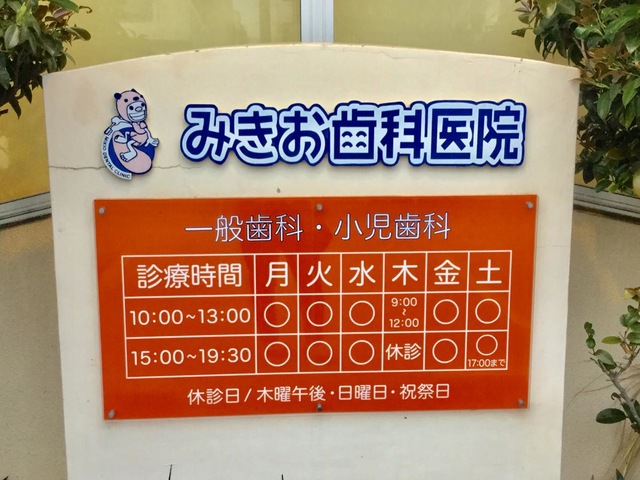 みきお歯科医院
MIKIO DENTAL CLINIC
一般歯科・小児歯科
診療時間 月 火 水 木 金 土
10:00~13:00 ○ ○ ○ 9:00~12:00 ○ ○
15:00~19:30 ○ ○ ○ 休診 ○ ○ 17:00まで
休診日/木曜午後・日曜日・祝祭日